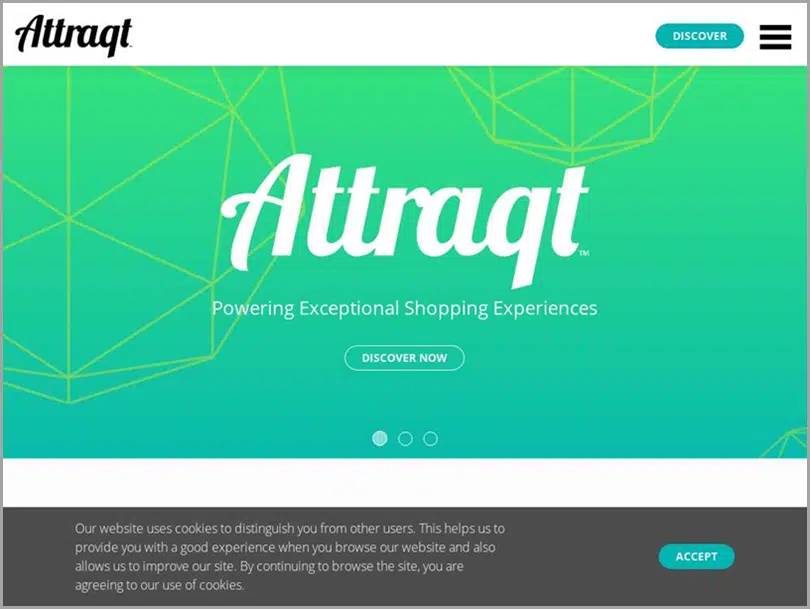 Attraqt
DISCOVER
Attraqt™
Powering Exceptional Shopping Experiences
DISCOVER NOW
Our website uses cookies to distinguish you from other users. This helps us to
provide you with a good experience when you browse our website and also
allows us to improve our site. By continuing to browse the site, you are
agreeing to our use of cookies.
ACCEPT